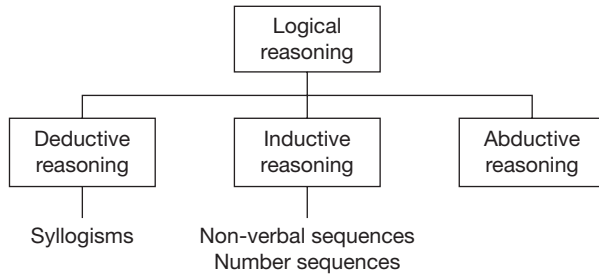 Logical
reasoning
Deductive
reasoning
Inductive
reasoning
Abductive
reasoning
Syllogisms
Non-verbal sequences
Number sequences